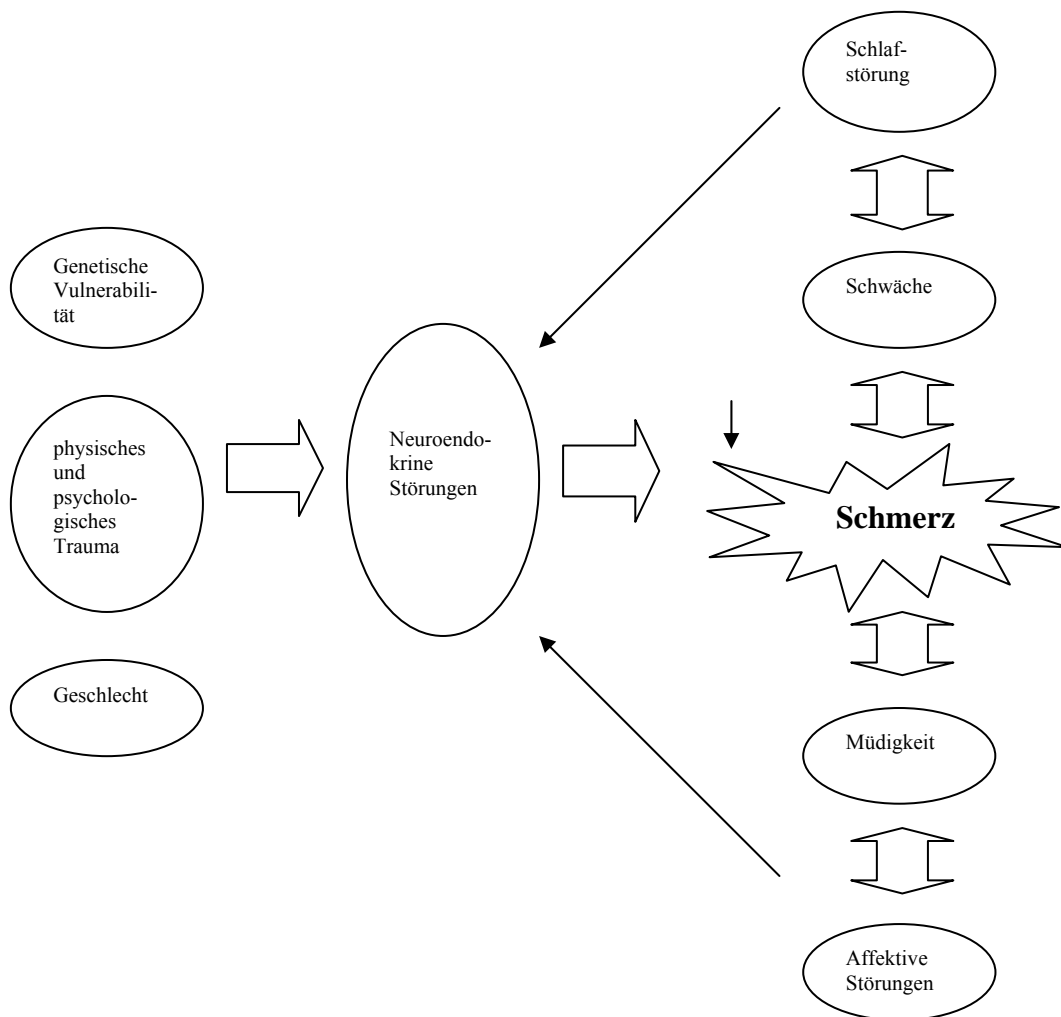 Genetische
Vulnerabili-
tät
physisches
und
psycholo-
gisches
Trauma
Geschlecht
Neuroendo-
krine
Störungen
Schlaf-
störung
Schwäche
Schmerz
Müdigkeit
Affektive
Störungen